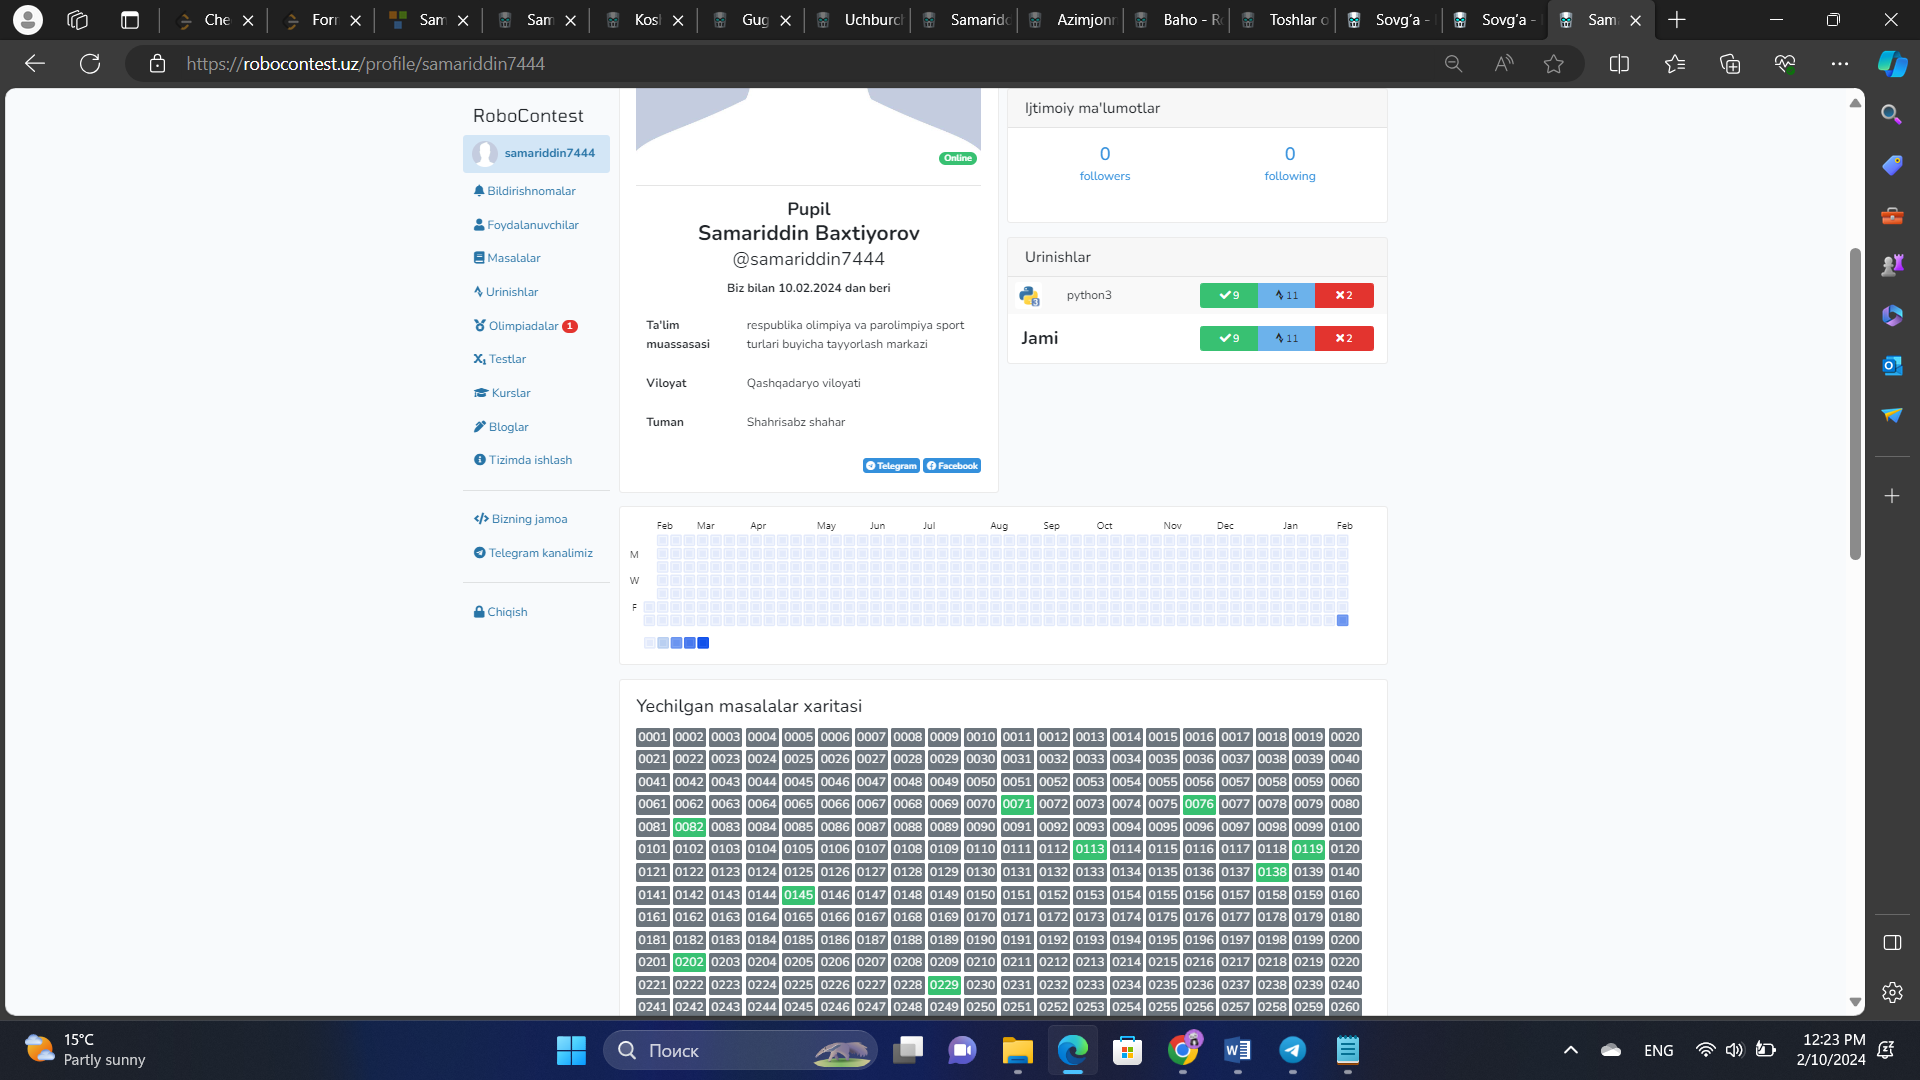 Che
Forr
Sam
Sam
Kosh
Gug
Uchburch
Samaridd
Azimjonn
Baho - Ro
Toshlar o
Sovg'a -
Sovg'a -
Sam
https://robocontest.uz/profile/samariddin7444
RoboContest
samariddin7444
Bildirishnomalar
Foydalanuvchilar
Masalalar
Urinishlar
Olimpiadalar 1
Testlar
Kurslar
Bloglar
Tizimda ishlash
Bizning jamoa
Telegram kanalimiz
Chiqish
Online
Pupil
Samariddin Baxtiyorov
@samariddin7444
Biz bilan 10.02.2024 dan beri
Ta'lim muassasasi
respublika olimpiya va parolimpiya sport
turlari buyicha tayyorlash markazi
Viloyat Qashqadaryo viloyati
Tuman Shahrisabz shahar
Telegram Facebook
Ijtimoiy ma'lumotlar
0 0
followers following
Urinishlar
python3 9 11 2
Jami 9 11 2
Feb Mar Apr May Jun Jul Aug Sep Oct Nov Dec Jan Feb
M
W
F
Yechilgan masalalar xaritasi
0001 0002 0003 0004 0005 0006 0007 0008 0009 0010 0011 0012 0013 0014 0015 0016 0017 0018 0019 0020
0021 0022 0023 0024 0025 0026 0027 0028 0029 0030 0031 0032 0033 0034 0035 0036 0037 0038 0039 0040
0041 0042 0043 0044 0045 0046 0047 0048 0049 0050 0051 0052 0053 0054 0055 0056 0057 0058 0059 0060
0061 0062 0063 0064 0065 0066 0067 0068 0069 0070 0071 0072 0073 0074 0075 0076 0077 0078 0079 0080
0081 0082 0083 0084 0085 0086 0087 0088 0089 0090 0091 0092 0093 0094 0095 0096 0097 0098 0099 0100
0101 0102 0103 0104 0105 0106 0107 0108 0109 0110 0111 0112 0113 0114 0115 0116 0117 0118 0119 0120
0121 0122 0123 0124 0125 0126 0127 0128 0129 0130 0131 0132 0133 0134 0135 0136 0137 0138 0139 0140
0141 0142 0143 0144 0145 0146 0147 0148 0149 0150 0151 0152 0153 0154 0155 0156 0157 0158 0159 0160
0161 0162 0163 0164 0165 0166 0167 0168 0169 0170 0171 0172 0173 0174 0175 0176 0177 0178 0179 0180
0181 0182 0183 0184 0185 0186 0187 0188 0189 0190 0191 0192 0193 0194 0195 0196 0197 0198 0199 0200
0201 0202 0203 0204 0205 0206 0207 0208 0209 0210 0211 0212 0213 0214 0215 0216 0217 0218 0219 0220
0221 0222 0223 0224 0225 0226 0227 0228 0229 0230 0231 0232 0233 0234 0235 0236 0237 0238 0239 0240
0241 0242 0243 0244 0245 0246 0247 0248 0249 0250 0251 0252 0253 0254 0255 0256 0257 0258 0259 0260
15°C
Partly sunny
Поиск
ENG
12:23 PM
2/10/2024